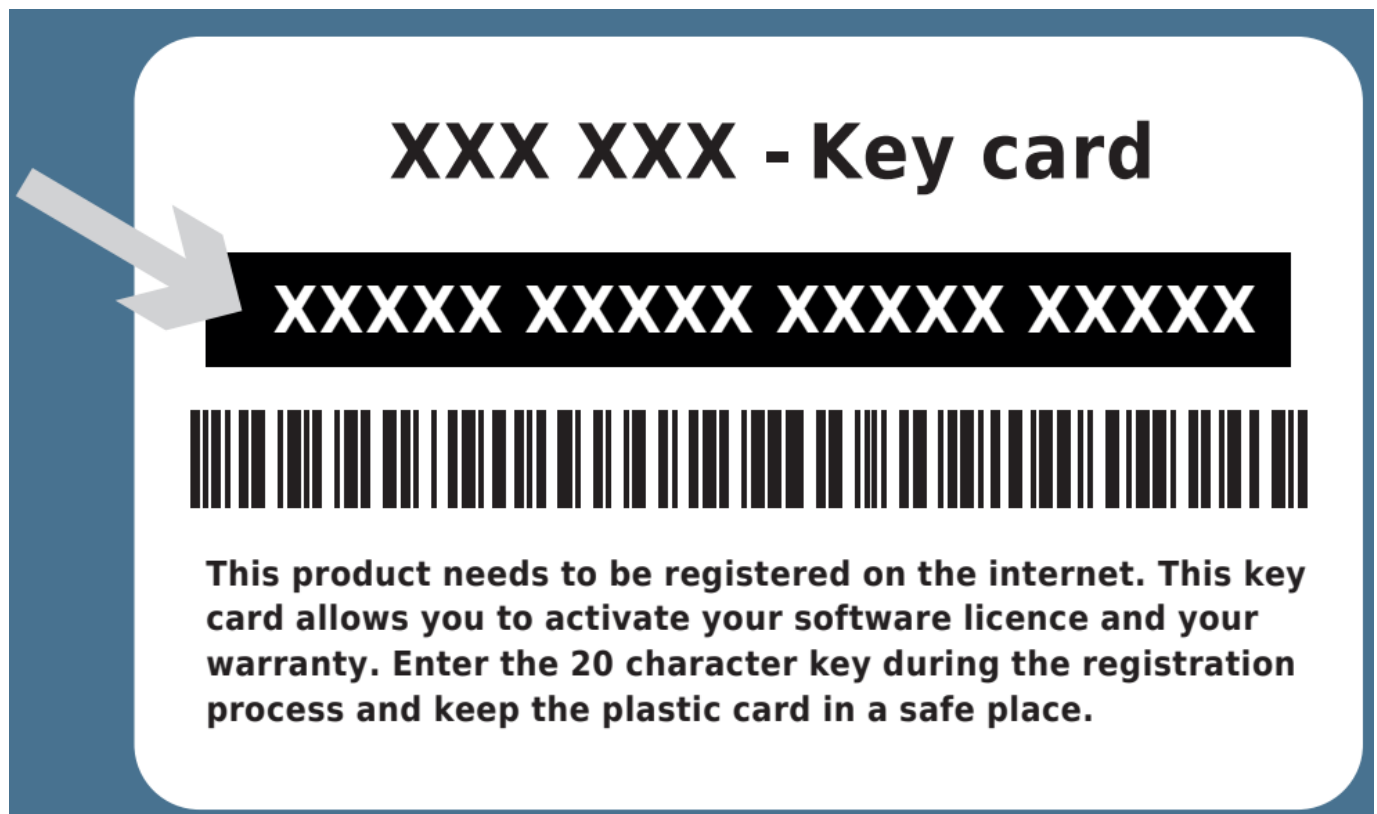 XXX XXX - Key card
XXXXX XXXXX XXXXX XXXXX
This product needs to be registered on the internet. This key
card allows you to activate your software licence and your
warranty. Enter the 20 character key during the registration
process and keep the plastic card in a safe place.